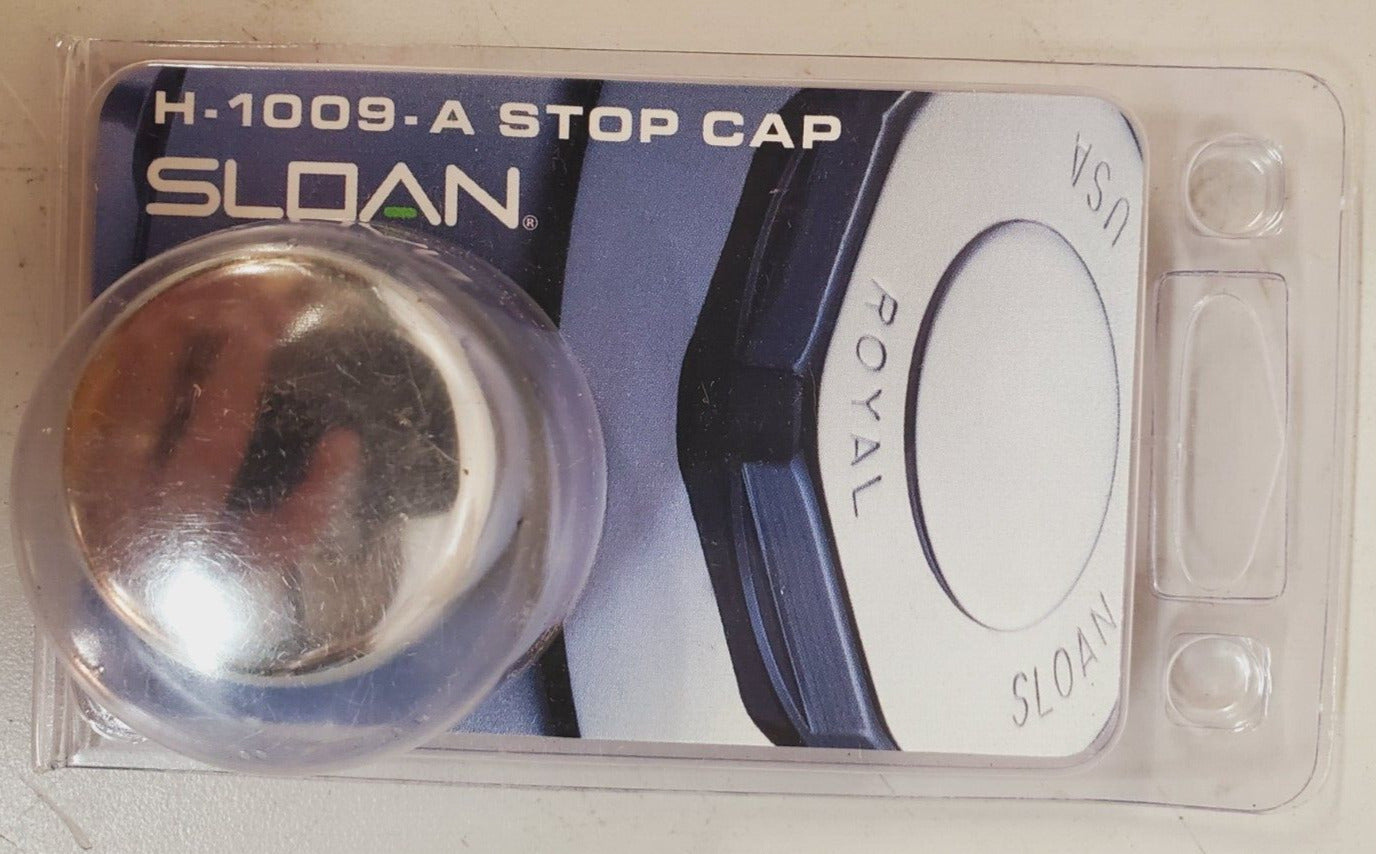 H-1009-A STOP CAP
SLOAN®
USA
ROYAL
SLOAN